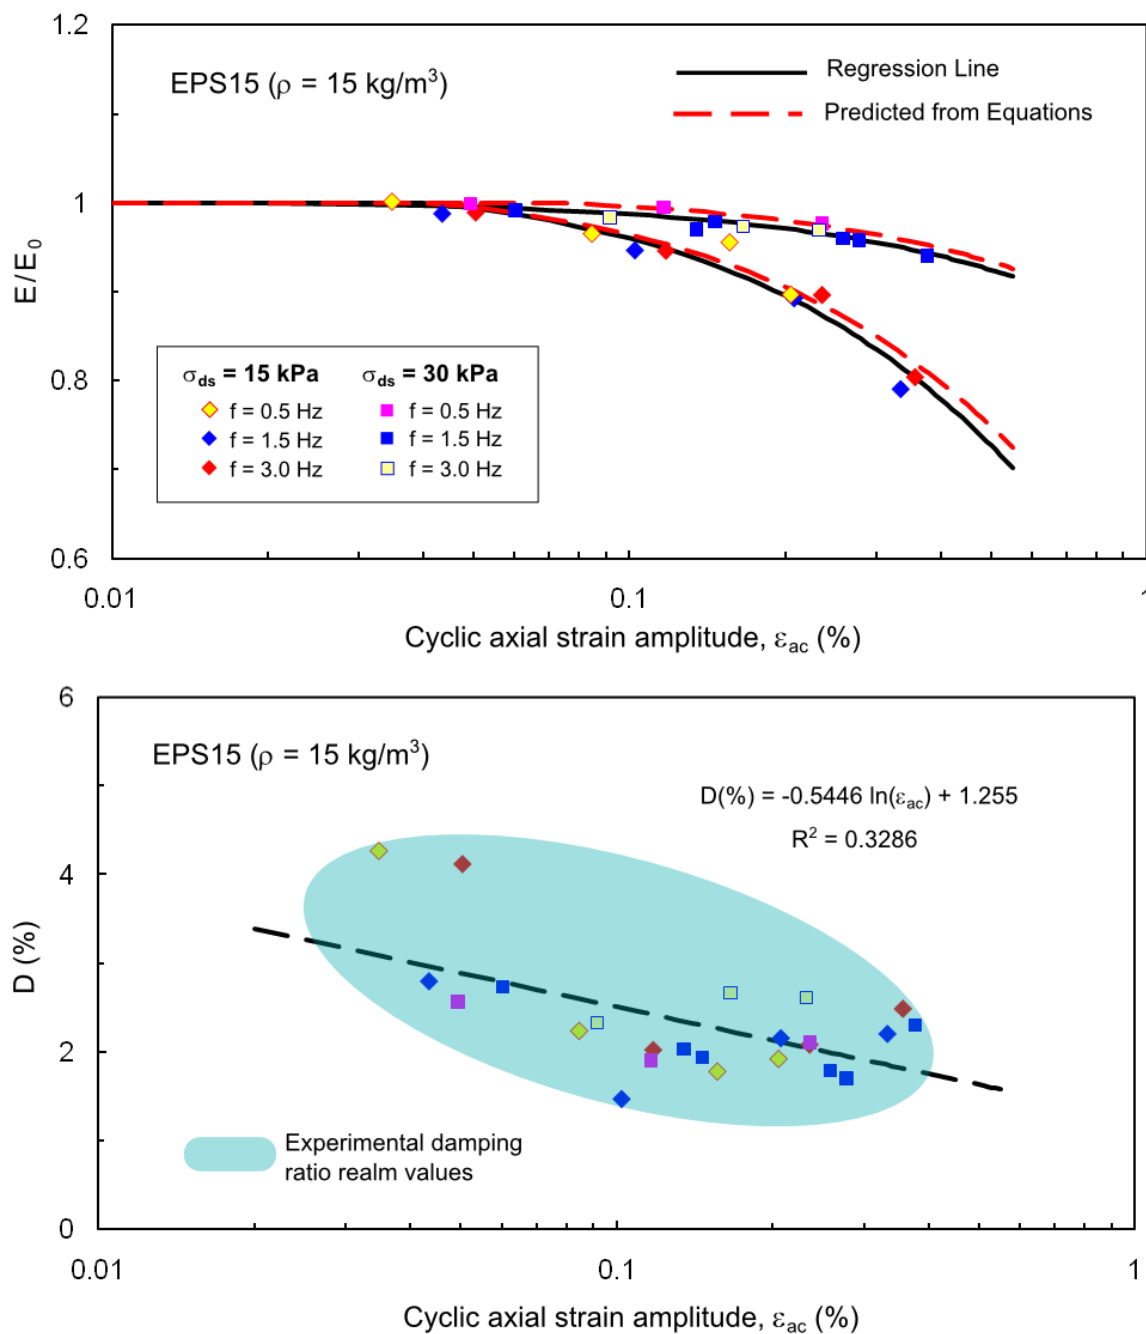 1.2
EPS15 (ρ = 15 kg/m³)
Regression Line
Predicted from Equations
1
E/E₀
σds = 15 kPa σds = 30 kPa
f = 0.5 Hz f = 0.5 Hz
f = 1.5 Hz f = 1.5 Hz
f = 3.0 Hz f = 3.0 Hz
0.8
0.6
0.01 0.1 1
Cyclic axial strain amplitude, εac (%)
6
EPS15 (ρ = 15 kg/m³)
D(%) = -0.5446 ln(εac) + 1.255
R² = 0.3286
4
D (%)
2
Experimental damping
ratio realm values
0
0.01 0.1 1
Cyclic axial strain amplitude, εac (%)